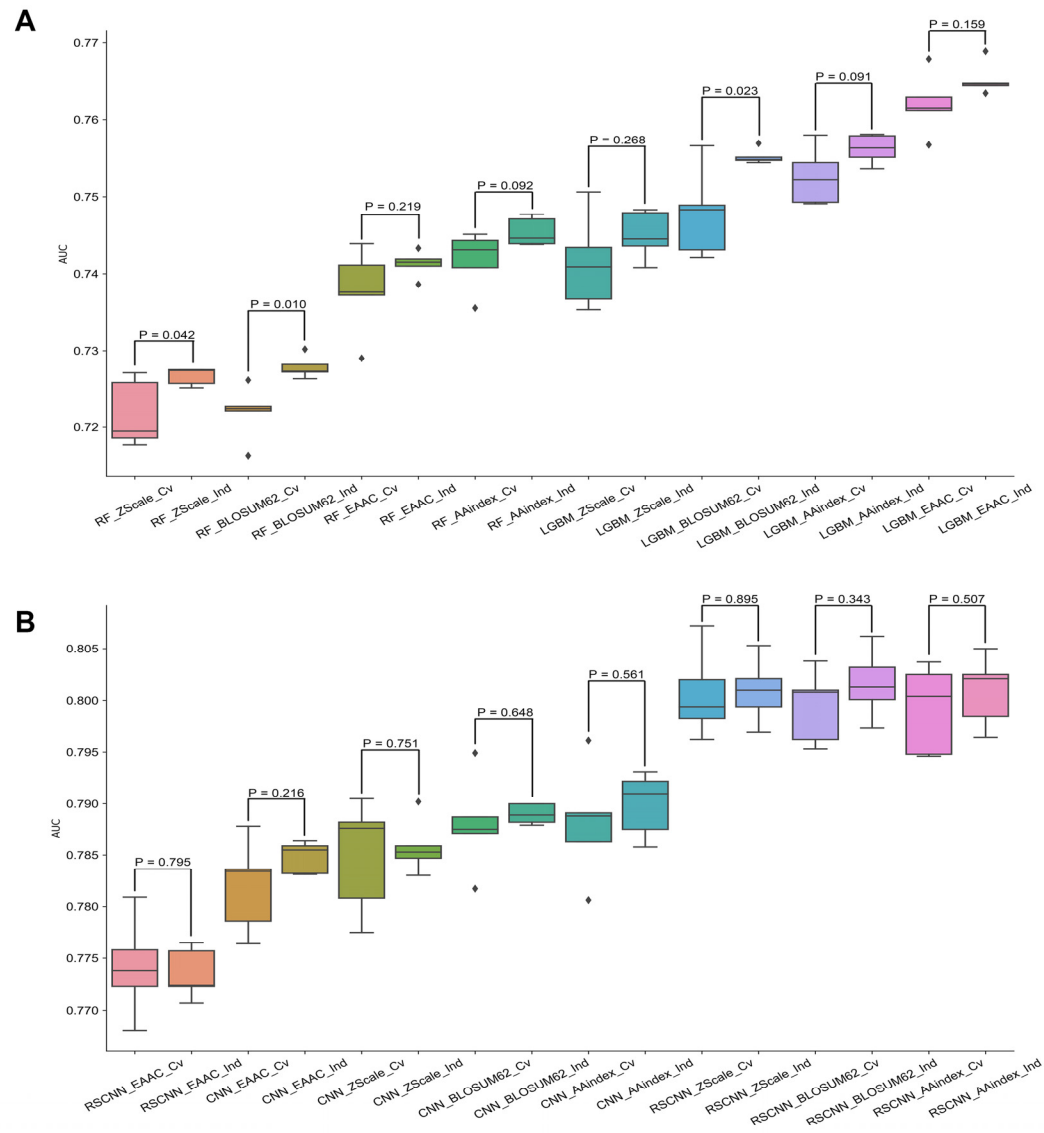 A
P = 0.159
0.77
P = 0.091
P = 0.023
0.76
P = 0.268
P = 0.092
0.75
P = 0.219
AUC
0.74
P = 0.010
P = 0.042
0.73
0.72
RF_ZScale_Cv
RF_ZScale_Ind
RF_BLOSUM62_Cv
RF_BLOSUM62_Ind
RF_EAAC_Cv
RF_EAAC_Ind
RF_AAindex_Cv
RF_AAindex_Ind
LGBM_ZScale_Cv
LGBM_ZScale_Ind
LGBM_BLOSUM62_Cv
LGBM_BLOSUM62_Ind
LGBM_AAindex_Cv
LGBM_AAindex_Ind
LGBM_EAAC_Cv
LGBM_EAAC_Ind
B
P = 0.895
P = 0.343
P = 0.507
0.805
P = 0.561
0.800
P = 0.648
0.795
P = 0.751
P = 0.216
0.790
AUC
0.785
P = 0.795
0.780
0.775
0.770
RSCNN_EAAC_Cv
RSCNN_EAAC_Ind
CNN_EAAC_Cv
CNN_EAAC_Ind
CNN_ZScale_Cv
CNN_ZScale_Ind
CNN_BLOSUM62_Cv
CNN_BLOSUM62_Ind
CNN_AAindex_Cv
CNN_AAindex_Ind
RSCNN_ZScale_Cv
RSCNN_ZScale_Ind
RSCNN_BLOSUM62_Cv
RSCNN_BLOSUM62_Ind
RSCNN_AAindex_Cv
RSCNN_AAindex_Ind